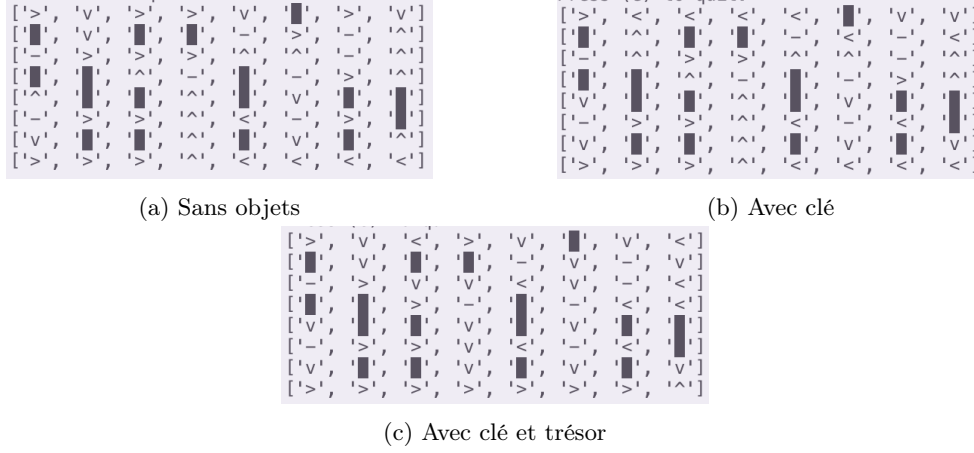 ['>', 'v', '>', '>', 'v', '█', '>', 'v']
['█', 'v', '█', '█', '-', '>', '-', '^']
['-', '>', '>', '>', '^', '^', '-', '^']
['█', '█', '^', '-', '█', '-', '>', '^']
['^', '█', '█', '^', '█', 'v', '█', '█']
['-', '>', '>', '^', '<', '-', '>', '█']
['v', '█', '█', '^', '█', 'v', '█', '^']
['>', '>', '>', '^', '<', '<', '<', '<']
(a) Sans objets
['>', '<', '<', '<', '<', '█', 'v', 'v'
['█', '^', '█', '█', '-', '<', '-', '<'
['-', '^', '>', '>', '^', '^', '-', '^'
['█', '█', '^', '-', '█', '-', '>', '^'
['v', '█', '█', '^', '█', 'v', '█', '█'
['-', '>', '>', '^', '<', '-', '<', '█'
['v', '█', '█', '^', '█', 'v', '█', 'v'
['>', '>', '>', '^', '<', '<', '<', '<'
(b) Avec clé
['>', 'v', '<', '>', 'v', '█', 'v', '<']
['█', '-', '█', '█', '-', 'v', '-', 'v']
['-', '>', 'v', 'v', '<', '<', '-', '<']
['█', '█', '>', '-', '█', '-', '<', '<']
['v', '█', '█', 'v', '█', 'v', '█', '█']
['-', '>', '>', 'v', '<', '-', '<', '█']
['v', '█', '█', 'v', '█', 'v', '█', 'v']
['>', '>', '>', '>', '>', '>', '>', '^']
(c) Avec clé et trésor